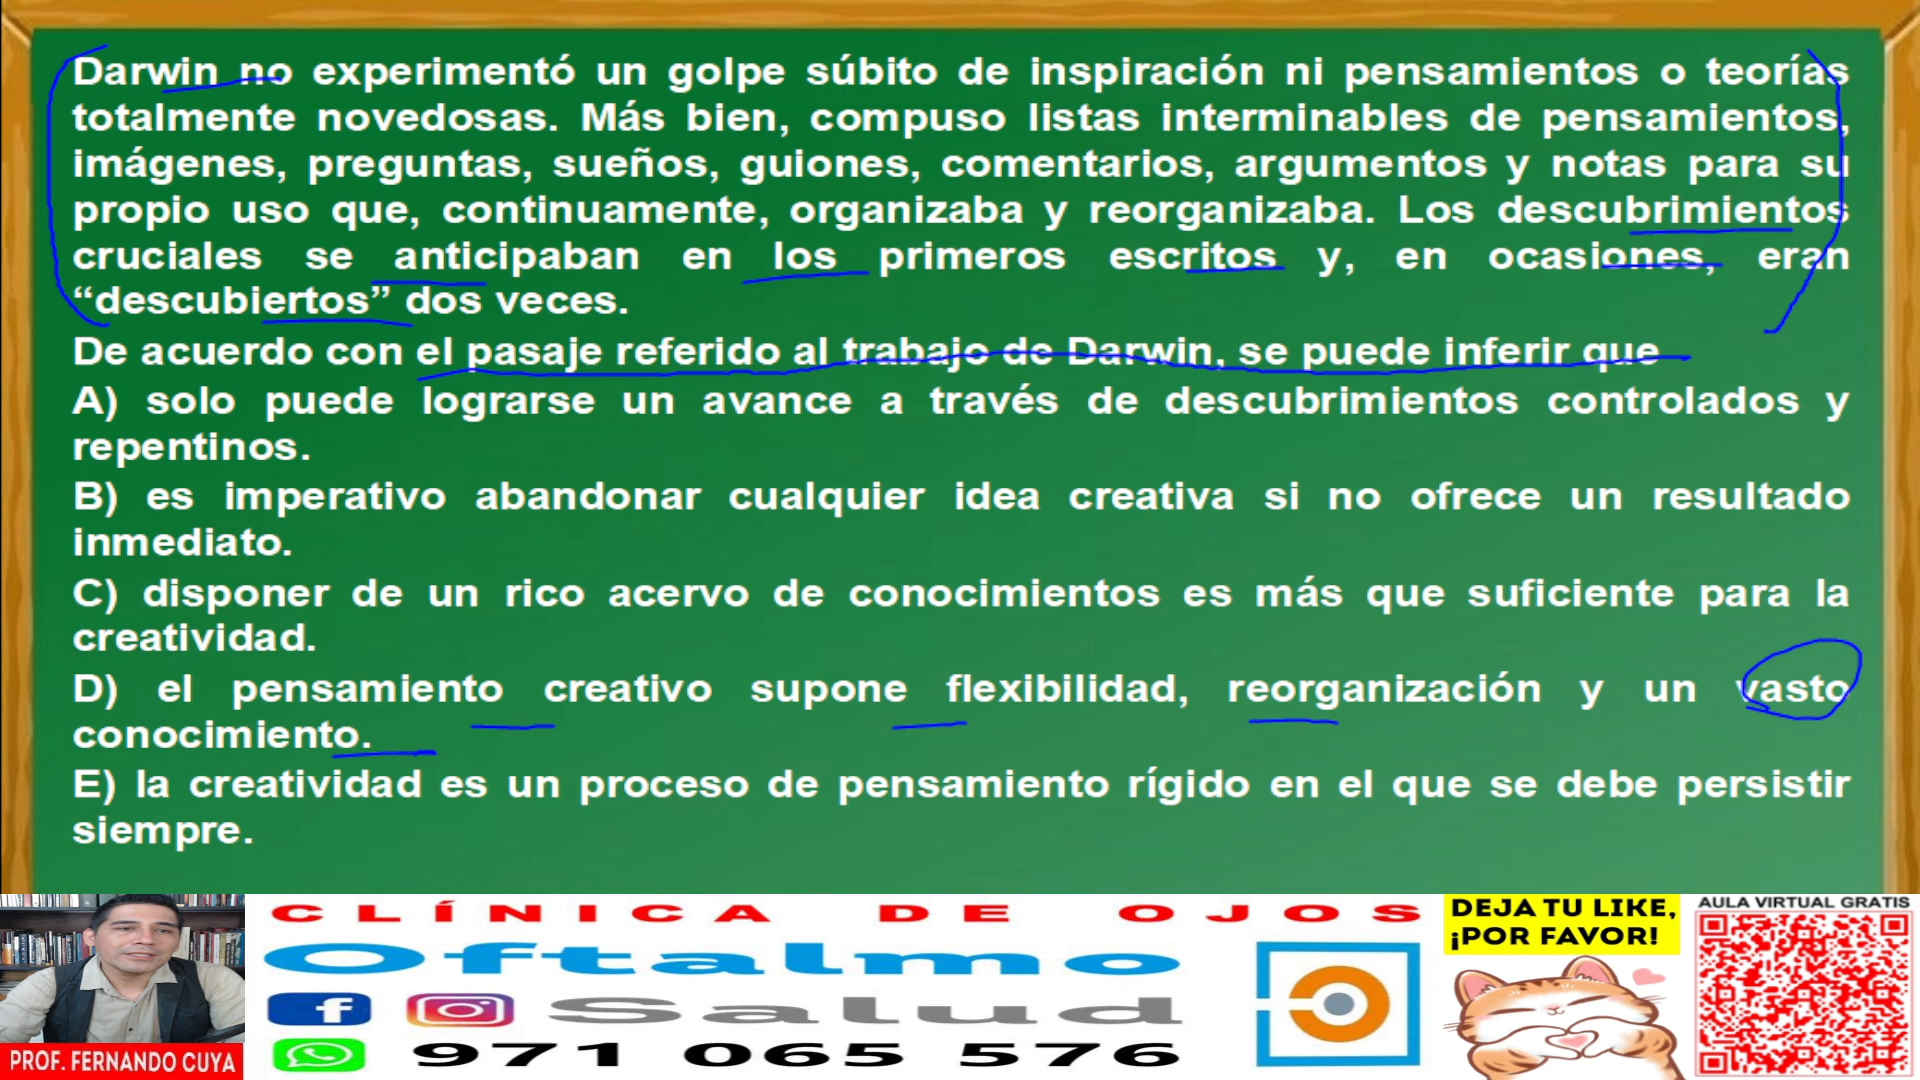 Darwin no experimentó un golpe súbito de inspiración ni pensamientos o teorías
totalmente novedosas. Más bien, compuso listas interminables de pensamientos,
imágenes, preguntas, sueños, guiones, comentarios, argumentos y notas para su
propio uso que, continuamente, organizaba y reorganizaba. Los descubrimientos
cruciales se anticipaban en los primeros escritos y, en ocasiones, eran
“descubiertos” dos veces.
De acuerdo con el pasaje referido al trabajo de Darwin, se puede inferir que
A) solo puede lograrse un avance a través de descubrimientos controlados y
repentinos.
B) es imperativo abandonar cualquier idea creativa si no ofrece un resultado
inmediato.
C) disponer de un rico acervo de conocimientos es más que suficiente para la
creatividad.
D) el pensamiento creativo supone flexibilidad, reorganización y un vasto
conocimiento.
E) la creatividad es un proceso de pensamiento rígido en el que se debe persistir
siempre.
PROF. FERNANDO CUYA
CLÍNICA DE OJOS
Oftalmo
Salud
971 065 576
DEJA TU LIKE,
¡POR FAVOR!
AULA VIRTUAL GRATIS